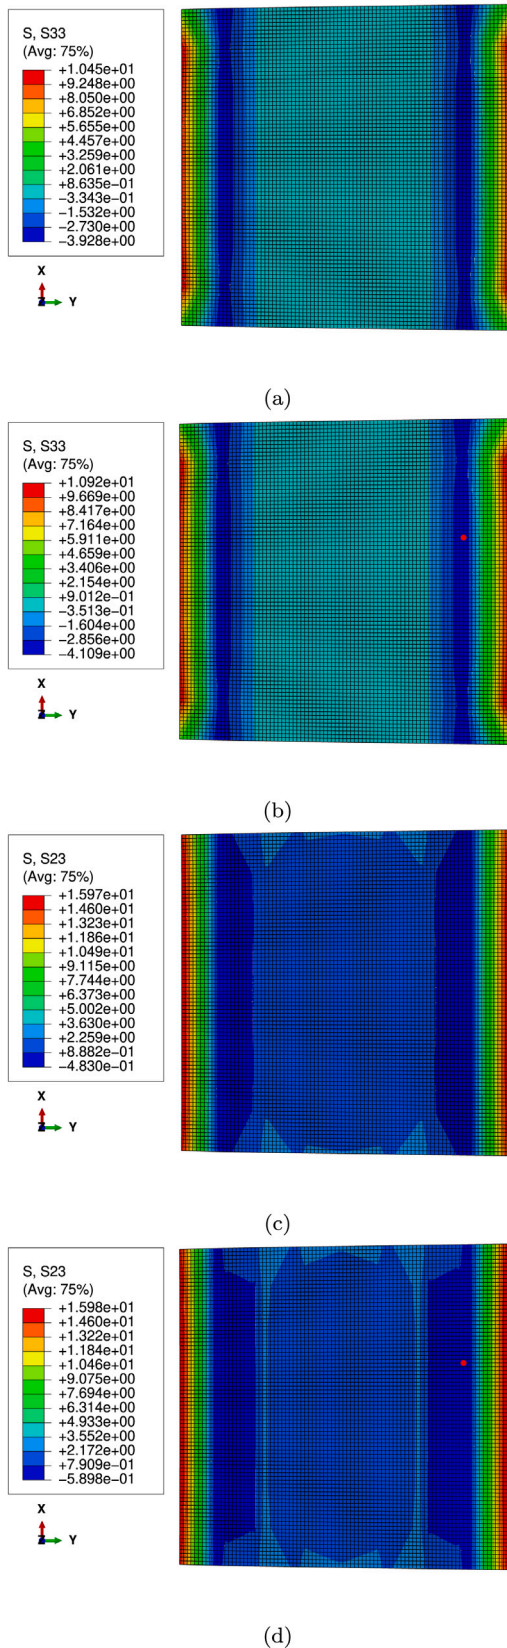 S, S33
(Avg: 75%)
+1.045e+01
+9.248e+00
+8.050e+00
+6.852e+00
+5.655e+00
+4.457e+00
+3.259e+00
+2.061e+00
+8.635e−01
−3.343e−01
−1.532e+00
−2.730e+00
−3.928e+00
X
Z Y
(a)
S, S33
(Avg: 75%)
+1.092e+01
+9.669e+00
+8.417e+00
+7.164e+00
+5.911e+00
+4.659e+00
+3.406e+00
+2.154e+00
+9.012e−01
−3.513e−01
−1.604e+00
−2.856e+00
−4.109e+00
X
Z Y
(b)
S, S23
(Avg: 75%)
+1.597e+01
+1.460e+01
+1.323e+01
+1.186e+01
+1.049e+01
+9.115e+00
+7.744e+00
+6.373e+00
+5.002e+00
+3.630e+00
+2.259e+00
+8.882e−01
−4.830e−01
X
Z Y
(c)
S, S23
(Avg: 75%)
+1.598e+01
+1.460e+01
+1.322e+01
+1.184e+01
+1.046e+01
+9.075e+00
+7.694e+00
+6.314e+00
+4.933e+00
+3.552e+00
+2.172e+00
+7.909e−01
−5.898e−01
X
Z Y
(d)